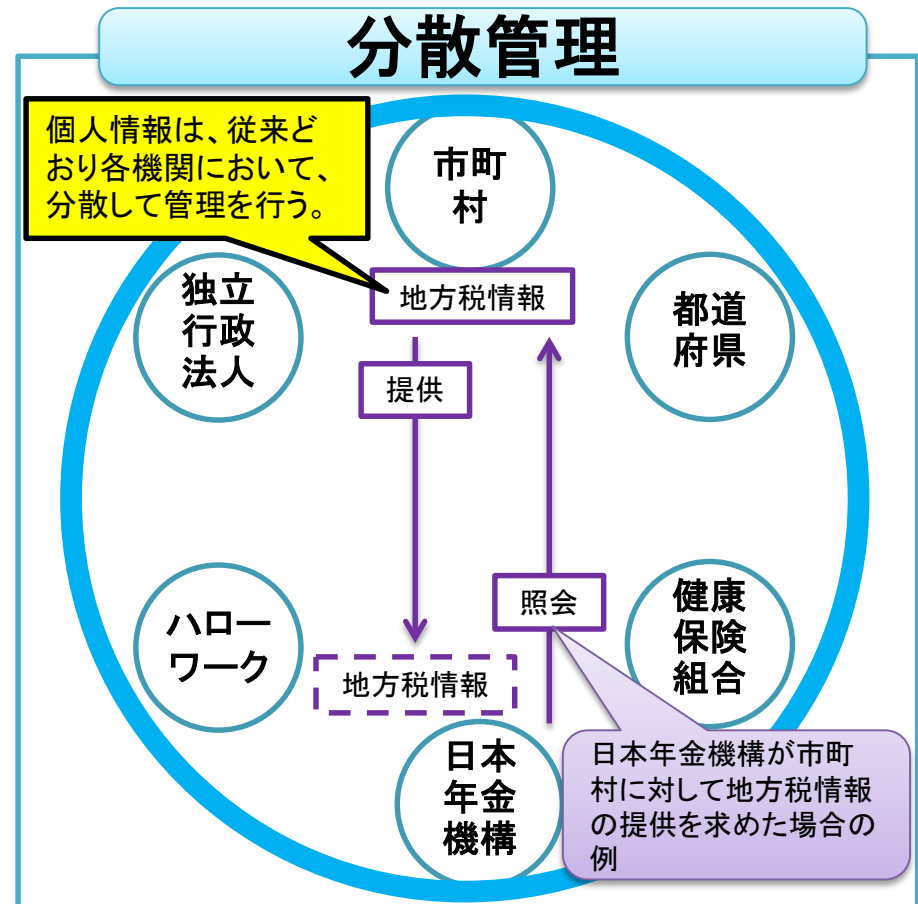 分散管理
個人情報は、従来ど
おり各機関において、
分散して管理を行う。
市町
村
地方税情報
独立
行政
法人
都道
府県
提供
照会
ハロー
ワーク
健康
保険
組合
地方税情報
日本
年金
機構
日本年金機構が市町
村に対して地方税情報
の提供を求めた場合の
例